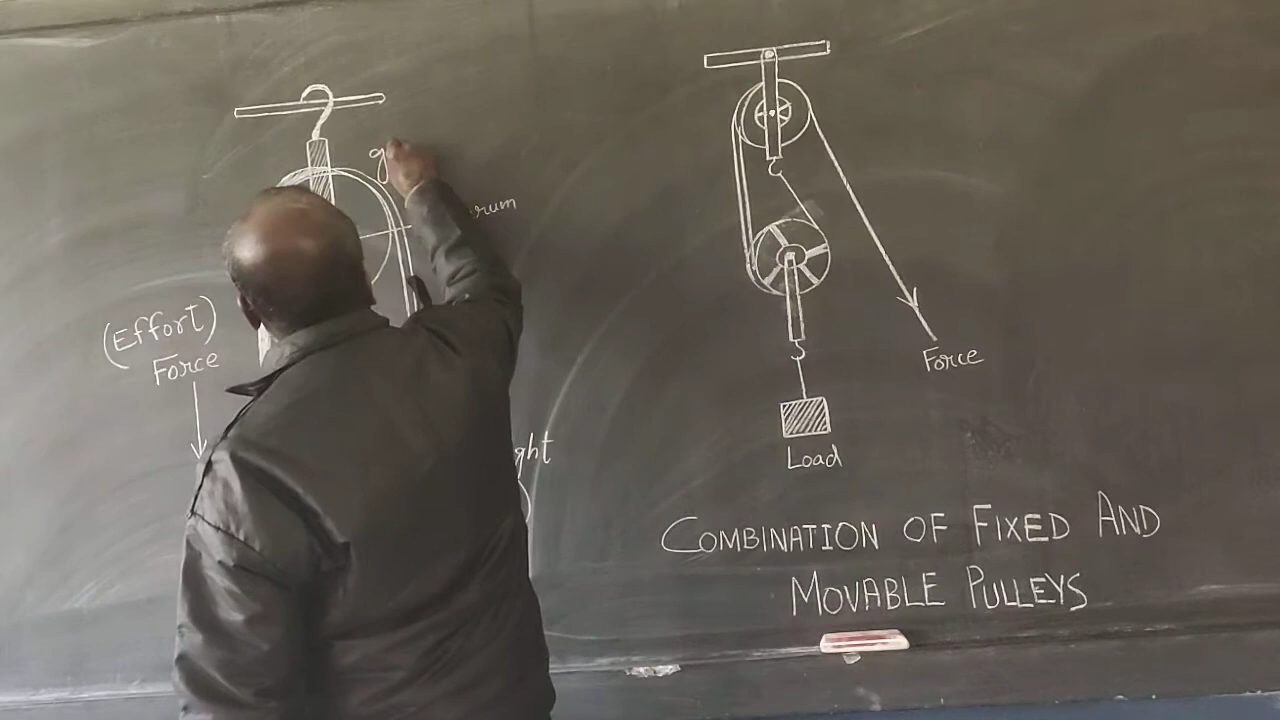 (Effort)
Force
Force
Load
COMBINATION OF FIXED AND
MOVABLE PULLEYS